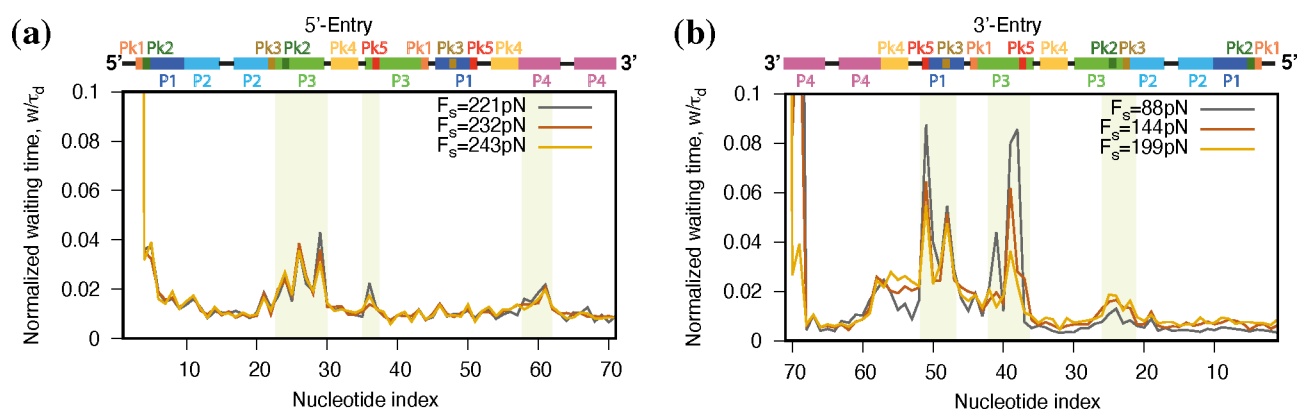 (a)
5'-Entry
Pk1 Pk2 Pk3 Pk2 Pk4 Pk5 Pk1 Pk3 Pk5 Pk4
5' 3'
P1 P2 P2 P3 P3 P1 P4 P4
Normalized waiting time, w/τd
0.1
0.08
0.06
0.04
0.02
0
Fs=221pN
Fs=232pN
Fs=243pN
10 20 30 40 50 60 70
Nucleotide index
(b)
3'-Entry
Pk4 Pk5 Pk3 Pk1 Pk5 Pk4 Pk2 Pk3 Pk2 Pk1
3' 5'
P4 P4 P1 P3 P3 P2 P2 P1
Normalized waiting time, w/τd
0.1
0.08
0.06
0.04
0.02
0
Fs=88pN
Fs=144pN
Fs=199pN
70 60 50 40 30 20 10
Nucleotide index